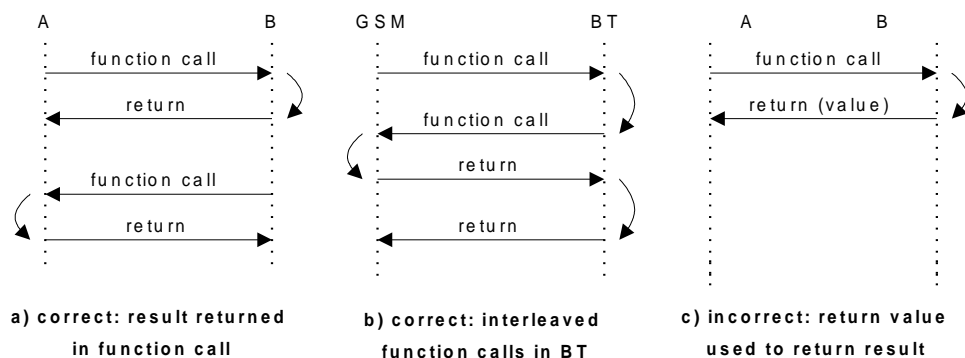 A B
function call
return
function call
return
a) correct: result returned
in function call
GSM BT
function call
function call
return
return
b) correct: interleaved
function calls in BT
A B
function call
return (value)
c) incorrect: return value
used to return result